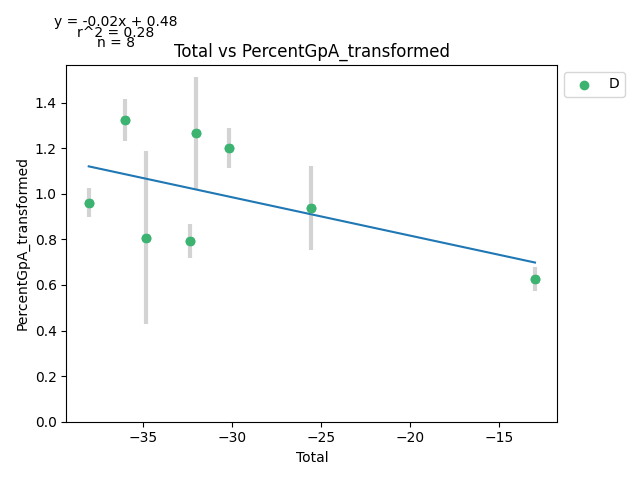 y = -0.02x + 0.48
r^2 = 0.28
n = 8
Total vs PercentGpA_transformed
D
PercentGpA_transformed
1.4
1.2
1.0
0.8
0.6
0.4
0.2
0.0
−35 −30 −25 −20 −15
Total